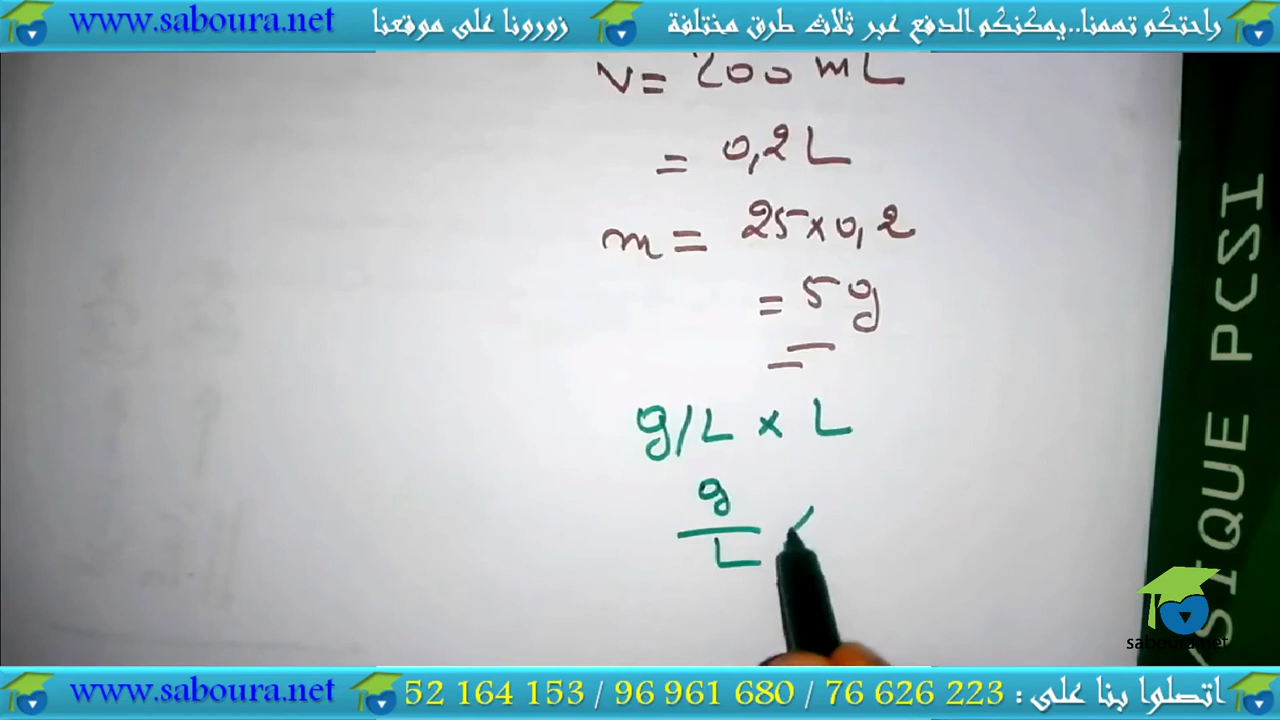 www.saboura.net زورونا على موقعنا راحتكم تهمنا..يمكنكم الدفع عبر ثلاث طرق مختلفة
V = 200 mL
= 0,2 L
m = 25 × 0,2
= 5 g
g/L × L
g
L
SIQUE PCSI
saboura.net
www.saboura.net 52 164 153 / 96 961 680 / 76 626 223 : اتصلوا بنا على